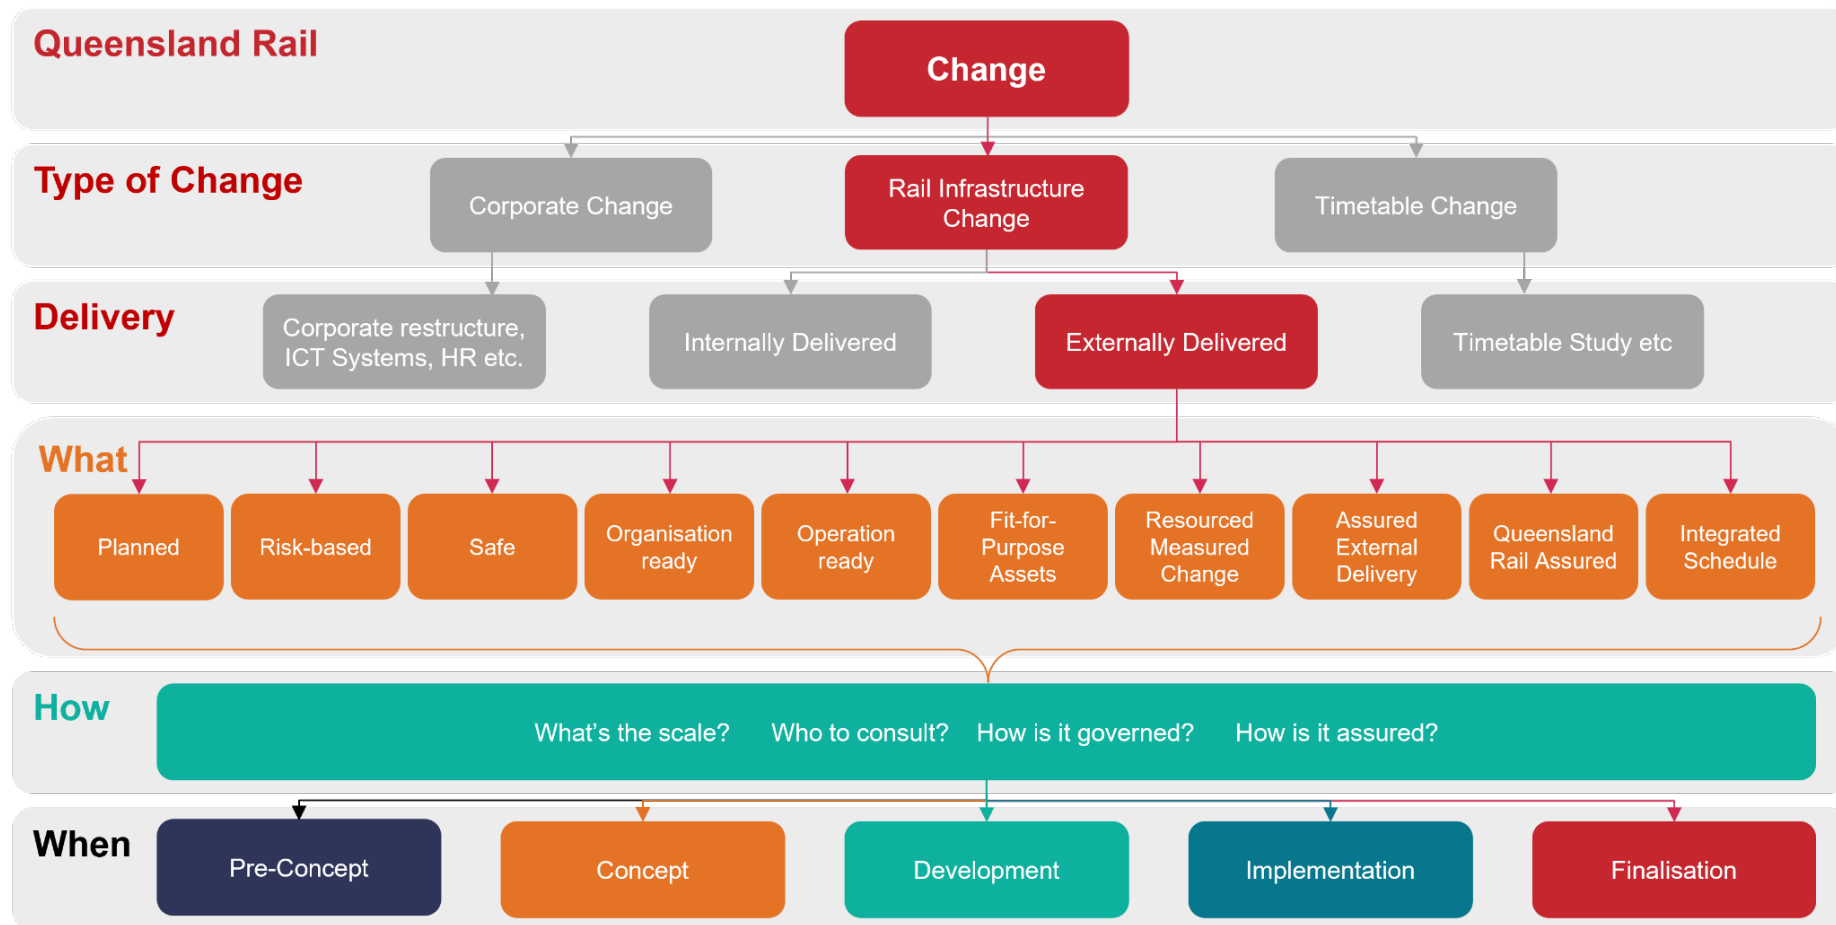 Queensland Rail
Change
Type of Change
Corporate Change
Rail Infrastructure
Change
Timetable Change
Delivery
Corporate restructure,
ICT Systems, HR etc.
Internally Delivered
Externally Delivered
Timetable Study etc
What
Planned
Risk-based
Safe
Organisation
ready
Operation
ready
Fit-for-
Purpose
Assets
Resourced
Measured
Change
Assured
External
Delivery
Queensland
Rail Assured
Integrated
Schedule
How
What’s the scale? Who to consult? How is it governed? How is it assured?
When
Pre-Concept
Concept
Development
Implementation
Finalisation